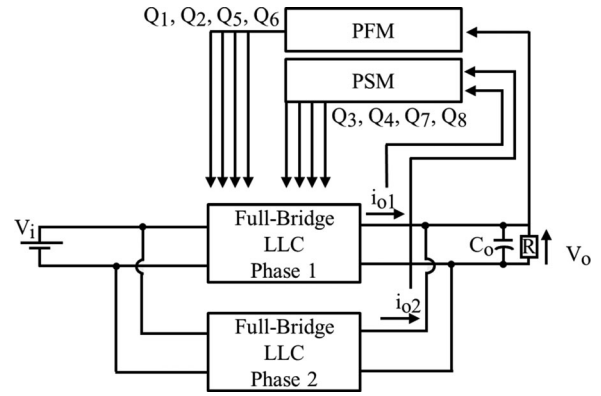 Q1, Q2, Q5, Q6
PFM
PSM
Q3, Q4, Q7, Q8
io1
Vi
Full-Bridge
LLC
Phase 1
Co
R
Vo
io2
Full-Bridge
LLC
Phase 2